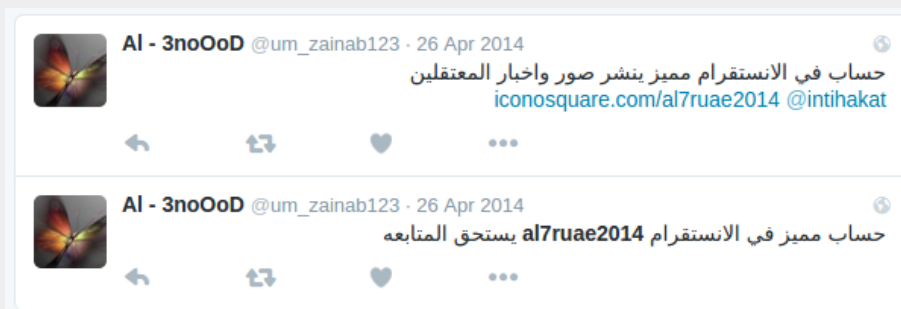 Al - 3noOoD @um_zainab123 · 26 Apr 2014
حساب في الانستقرام مميز ينشر صور واخبار المعتقلين
iconosquare.com/al7ruae2014 @intihakat
Al - 3noOoD @um_zainab123 · 26 Apr 2014
حساب مميز في الانستقرام al7ruae2014 يستحق المتابعه